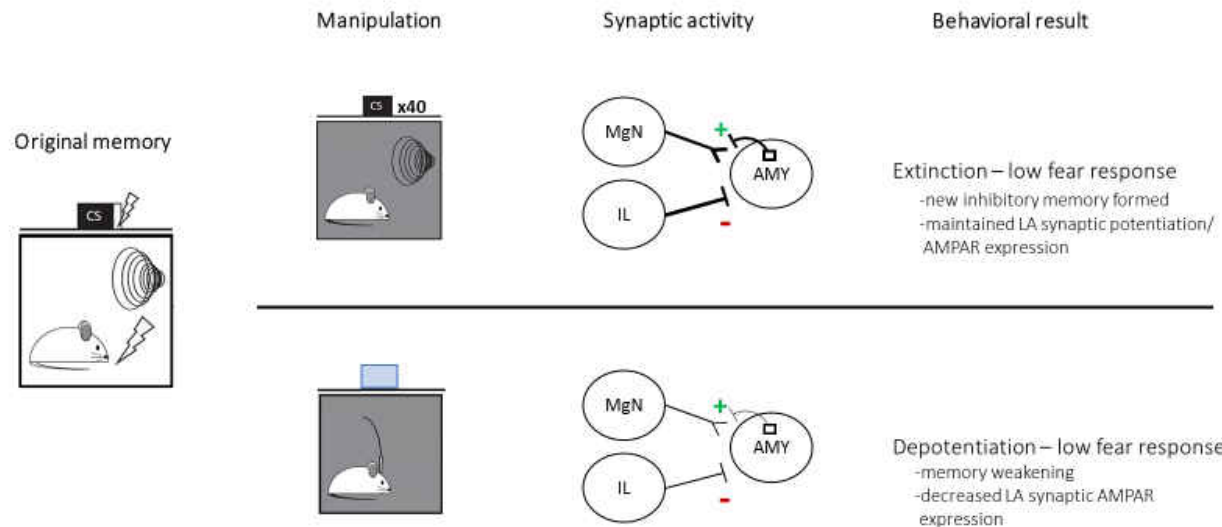 Manipulation
Synaptic activity
Behavioral result
Original memory
CS
CS x40
MgN
+
AMY
IL
-
Extinction – low fear response
-new inhibitory memory formed
-maintained LA synaptic potentiation/
AMPAR expression
MgN
+
AMY
IL
-
Depotentiation – low fear response
-memory weakening
-decreased LA synaptic AMPAR
expression